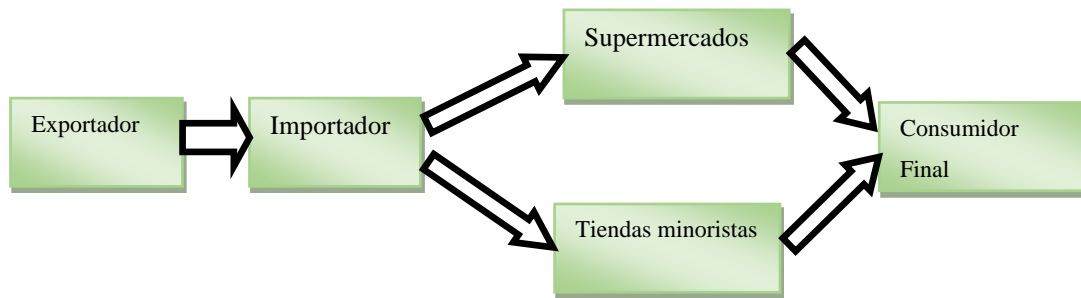 Exportador
Importador
Supermercados
Tiendas minoristas
Consumidor
Final